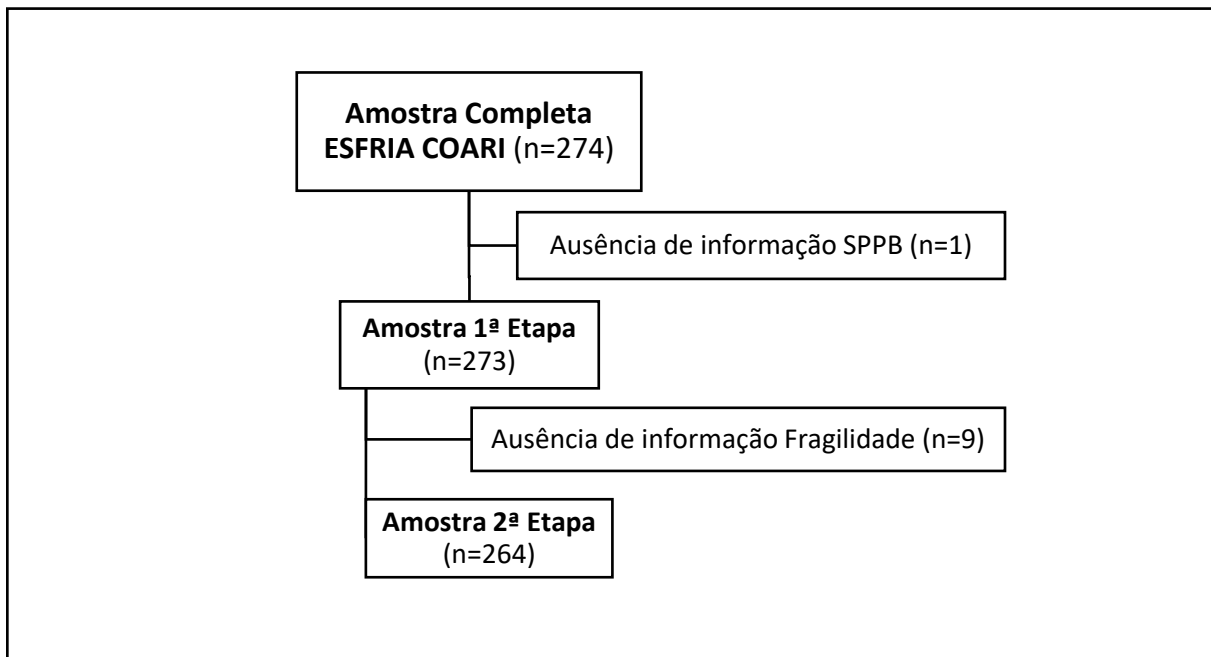 Amostra Completa
ESFRIA COARI (n=274)
Ausência de informação SPPB (n=1)
Amostra 1ª Etapa
(n=273)
Ausência de informação Fragilidade (n=9)
Amostra 2ª Etapa
(n=264)